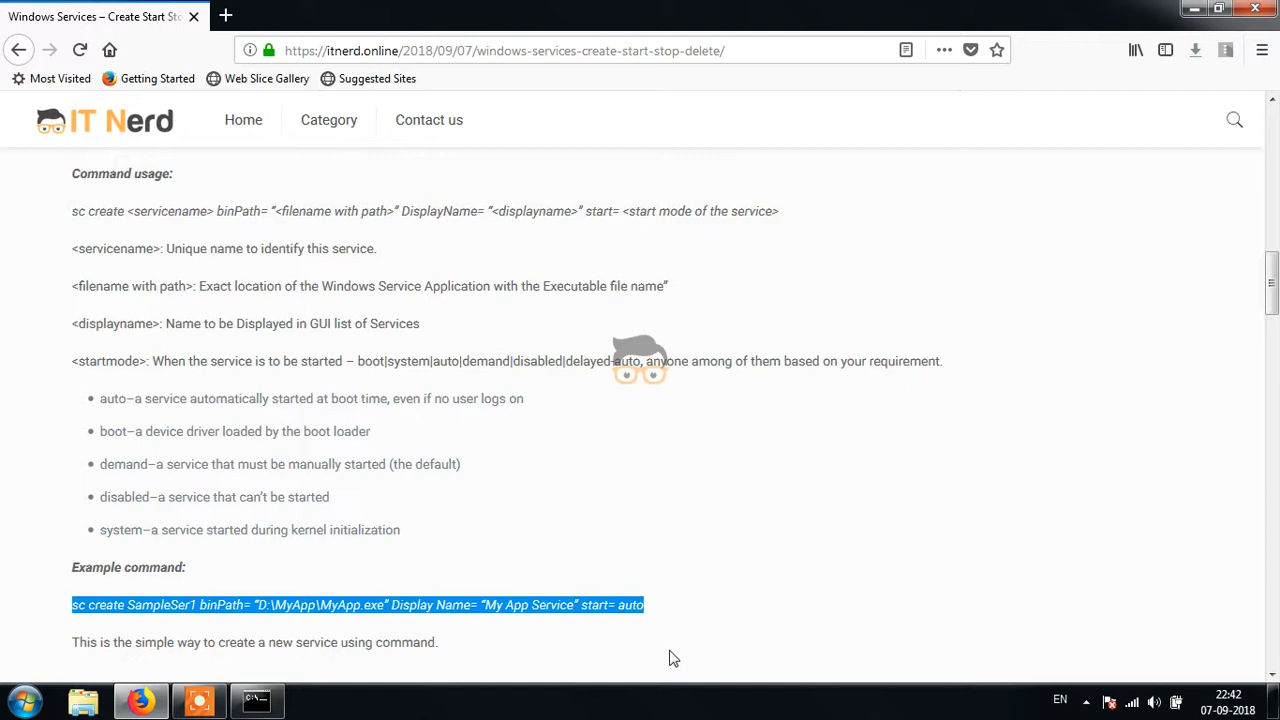 Windows Services – Create Start Sto
https://itnerd.online/2018/09/07/windows-services-create-start-stop-delete/
Most Visited Getting Started Web Slice Gallery Suggested Sites
IT Nerd Home Category Contact us
Command usage:
sc create <servicename> binPath= “<filename with path>” DisplayName= “<displayname>” start= <start mode of the service>
<servicename>: Unique name to identify this service.
<filename with path>: Exact location of the Windows Service Application with the Executable file name”
<displayname>: Name to be Displayed in GUI list of Services
<startmode>: When the service is to be started – boot|system|auto|demand|disabled|delayed-auto, anyone among of them based on your requirement.
• auto–a service automatically started at boot time, even if no user logs on
• boot–a device driver loaded by the boot loader
• demand–a service that must be manually started (the default)
• disabled–a service that can’t be started
• system–a service started during kernel initialization
Example command:
sc create SampleSer1 binPath= “D:\MyApp\MyApp.exe” Display Name= “My App Service” start= auto
This is the simple way to create a new service using command.
EN
22:42
07-09-2018